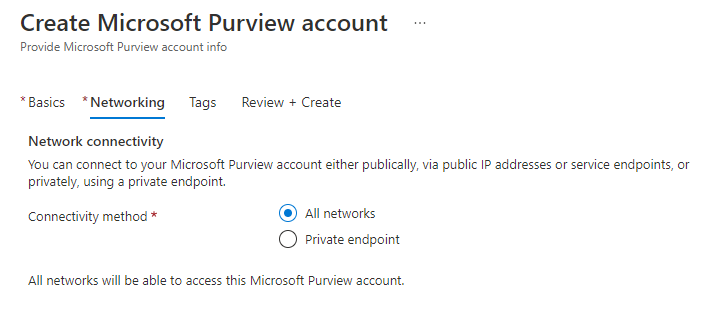 Create Microsoft Purview account ...
Provide Microsoft Purview account info
* Basics * Networking Tags Review + Create
Network connectivity
You can connect to your Microsoft Purview account either publically, via public IP addresses or service endpoints, or
privately, using a private endpoint.
Connectivity method * All networks
Private endpoint
All networks will be able to access this Microsoft Purview account.